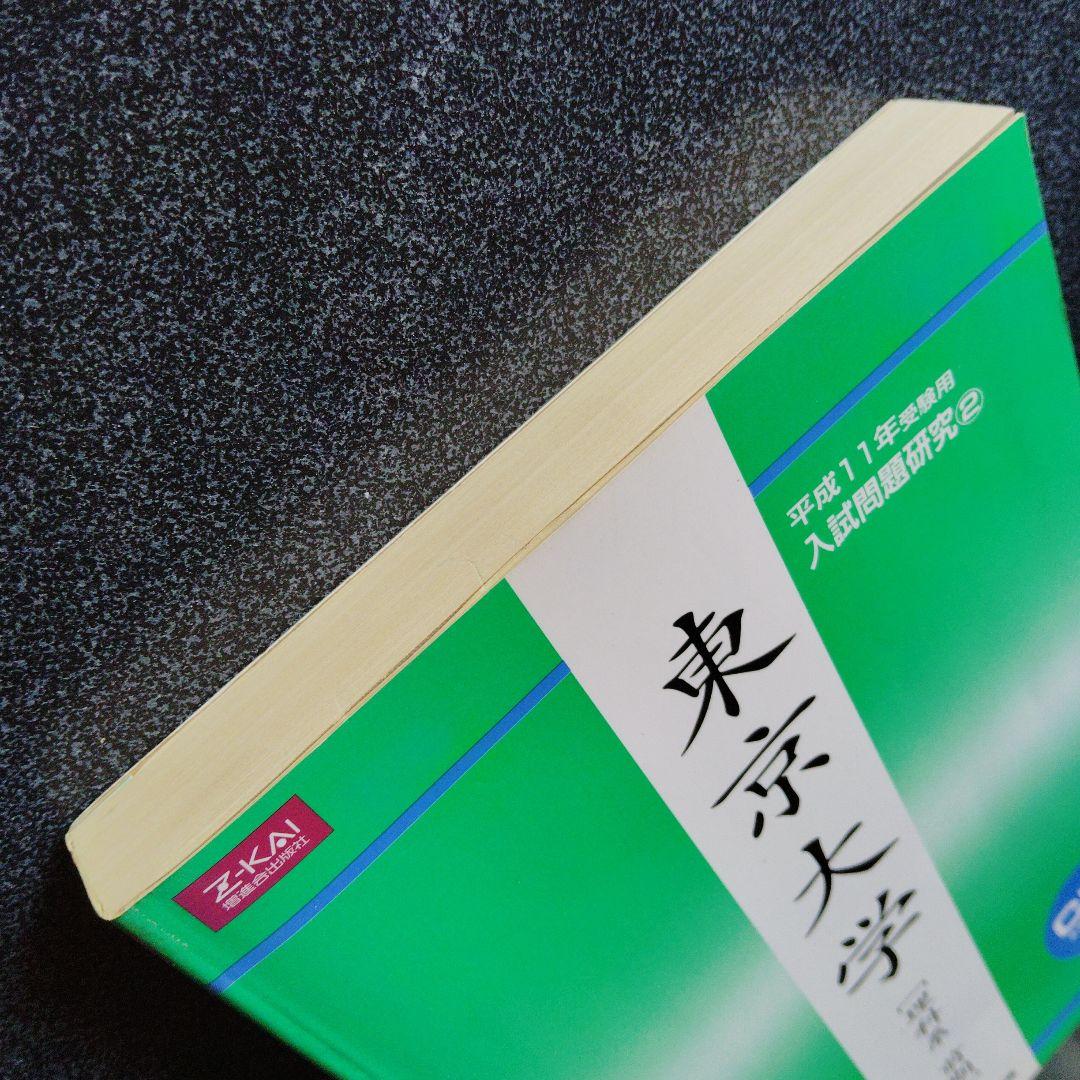 平成11年受験用
入試問題研究②
東京大学
Z-KAI
増進会出版社